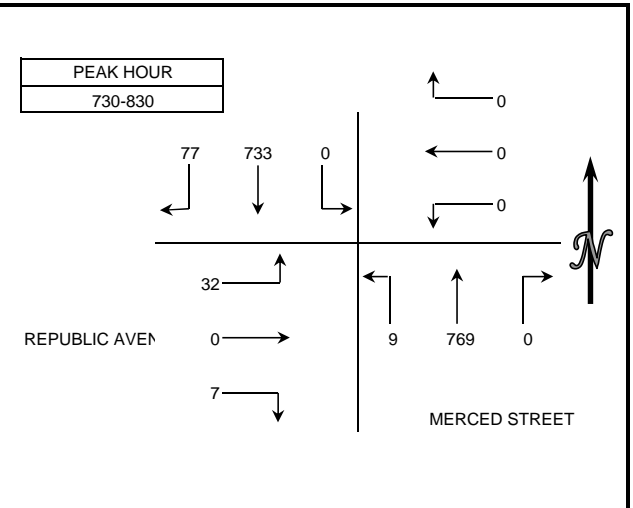 PEAK HOUR
730-830
0
77 733 0
0
0
32
REPUBLIC AVEN 0
9 769 0
7
MERCED STREET
N